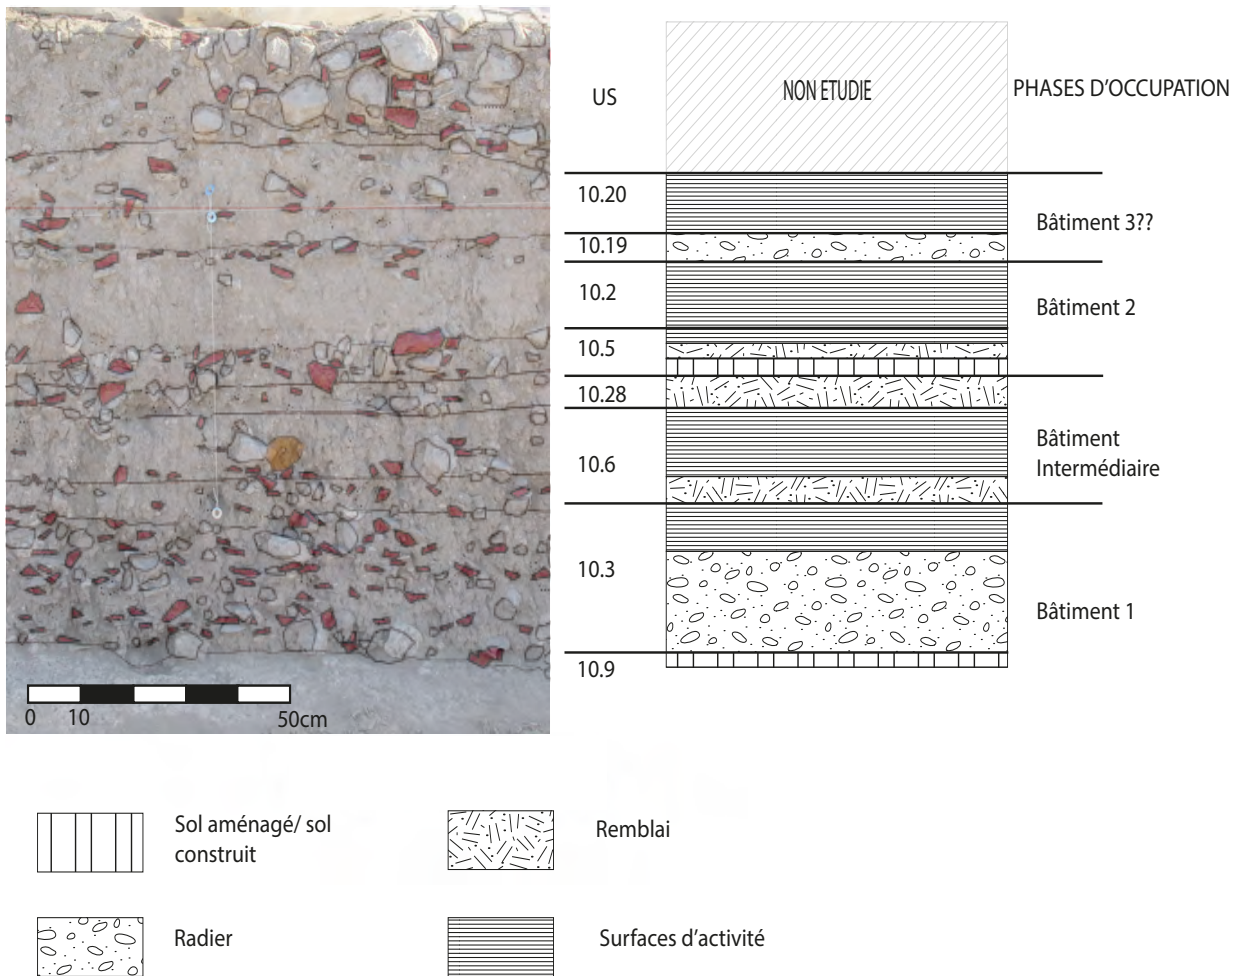 US
NON ETUDIE
PHASES D'OCCUPATION
10.20
Bâtiment 3??
10.19
10.2
Bâtiment 2
10.5
10.28
Bâtiment
Intermédiaire
10.6
10.3
Bâtiment 1
10.9
0 10 50cm
Sol aménagé/ sol
construit
Remblai
Radier
Surfaces d'activité